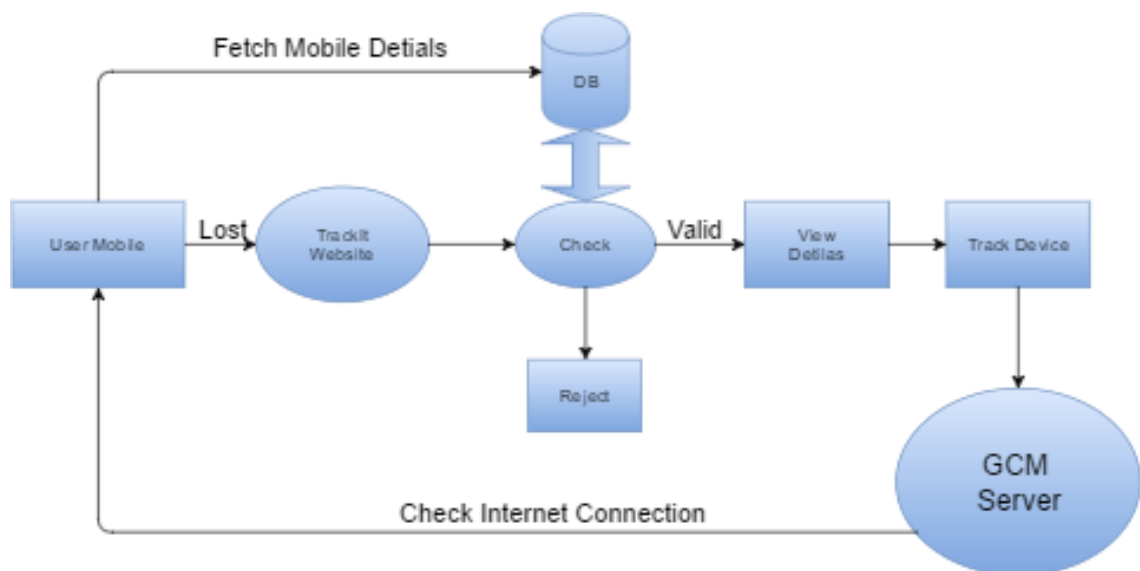 Fetch Mobile Detials
DB
User Mobile
Lost
TrackIt
Website
Check
Valid
View
Detilas
Track Device
Reject
GCM
Server
Check Internet Connection